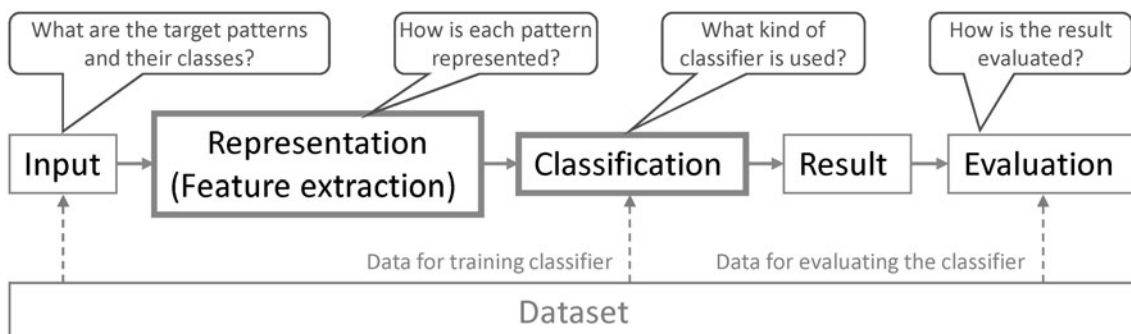 What are the target patterns
and their classes?
How is each pattern
represented?
What kind of
classifier is used?
How is the result
evaluated?
Input
Representation
(Feature extraction)
Classification
Result
Evaluation
Data for training classifier
Data for evaluating the classifier
Dataset